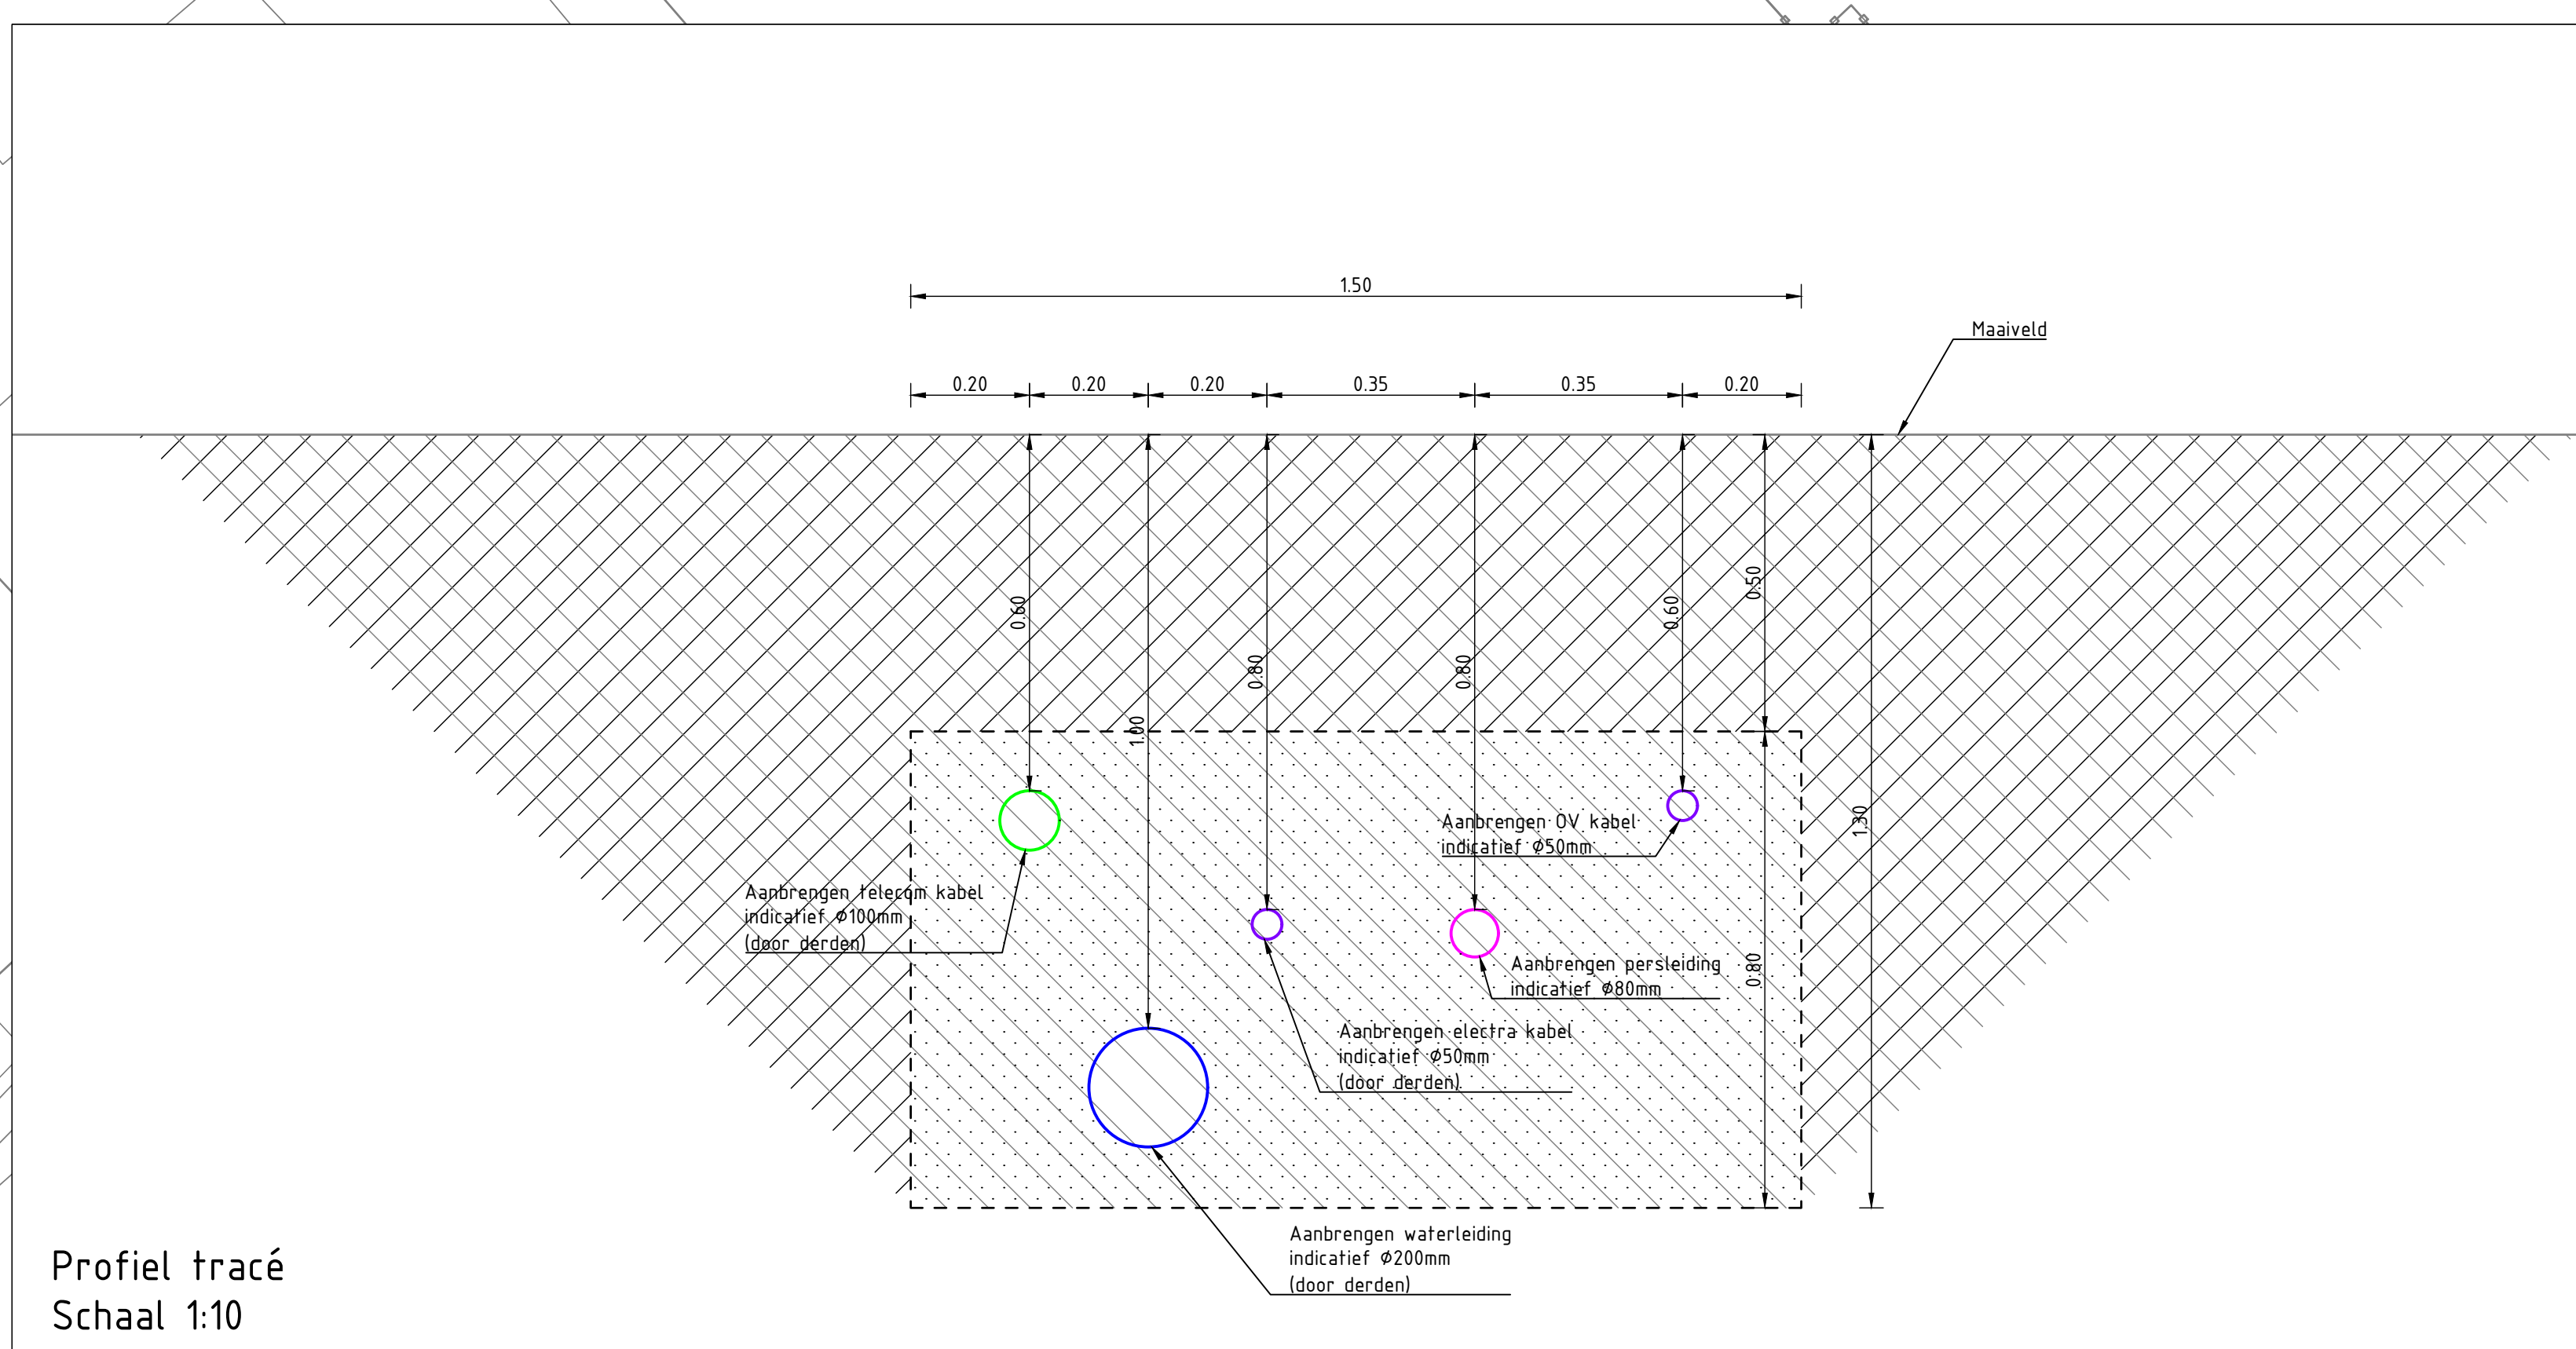 1.50
Maaiveld
0.20
0.20
0.20
0.35
0.35
0.20
0.60
1.00
0.80
0.80
0.60
0.50
0.80
1.30
Aanbrengen OV kabel
indicatief Ø50mm
Aanbrengen telecom kabel
indicatief Ø100mm
(door derden)
Aanbrengen persleiding
indicatief Ø80mm
Aanbrengen electra kabel
indicatief Ø50mm
(door derden)
Aanbrengen waterleiding
indicatief Ø200mm
(door derden)
Profiel tracé
Schaal 1:10